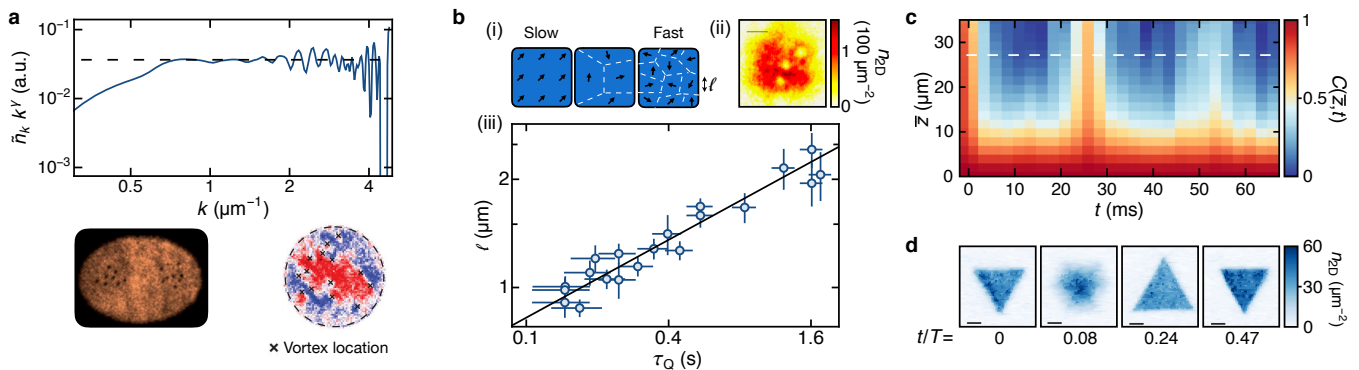 a
10⁻¹
10⁻²
10⁻³
ñₖ k^γ (a.u.)
0.5 1 2 4
k (μm⁻¹)
× Vortex location
b
(i)
Slow Fast
ℓ
(ii)
1
0
n₂D
(100 μm⁻²)
(iii)
2
1
ℓ (μm)
0.1 0.4 1.6
τ_Q (s)
c
30
20
10
0
z̅ (μm)
0 10 20 30 40 50 60
t (ms)
1
0.5
0
C(z̅,t)
d
60
30
0
n₂D (μm⁻²)
t/T= 0 0.08 0.24 0.47